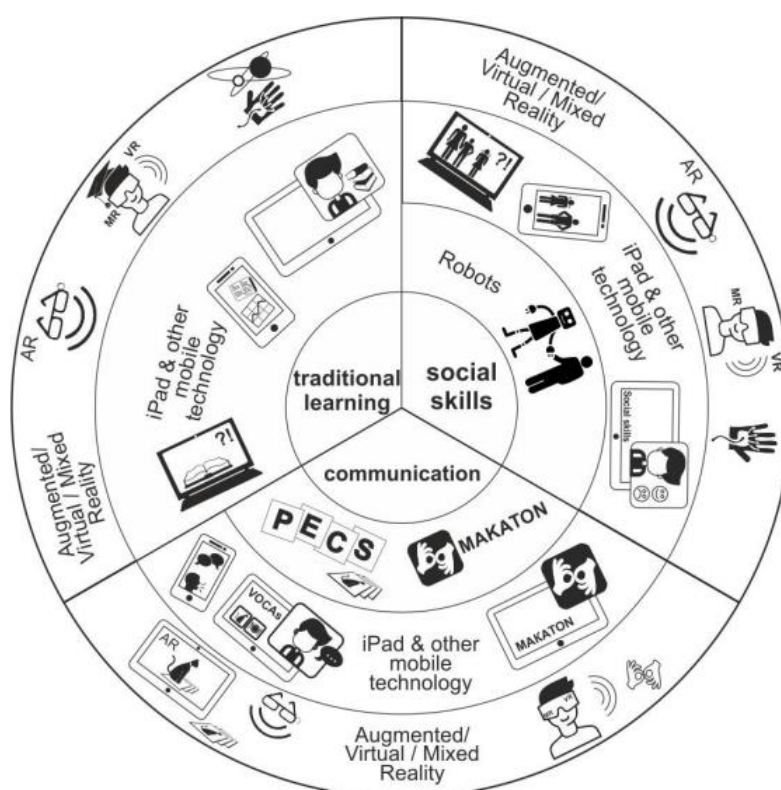 Augmented/
Virtual / Mixed
Reality
?!
AR
iPad & other
mobile
technology
MR
VR
Social skills
Robots
social
skills
VR
MR
AR
iPad & other
mobile
technology
?!
Augmented/
Virtual / Mixed
Reality
traditional
learning
communication
PECS
MAKATON
VOCAs
iPad & other
mobile
technology
MAKATON
AR
MR
VR
Augmented/
Virtual / Mixed
Reality